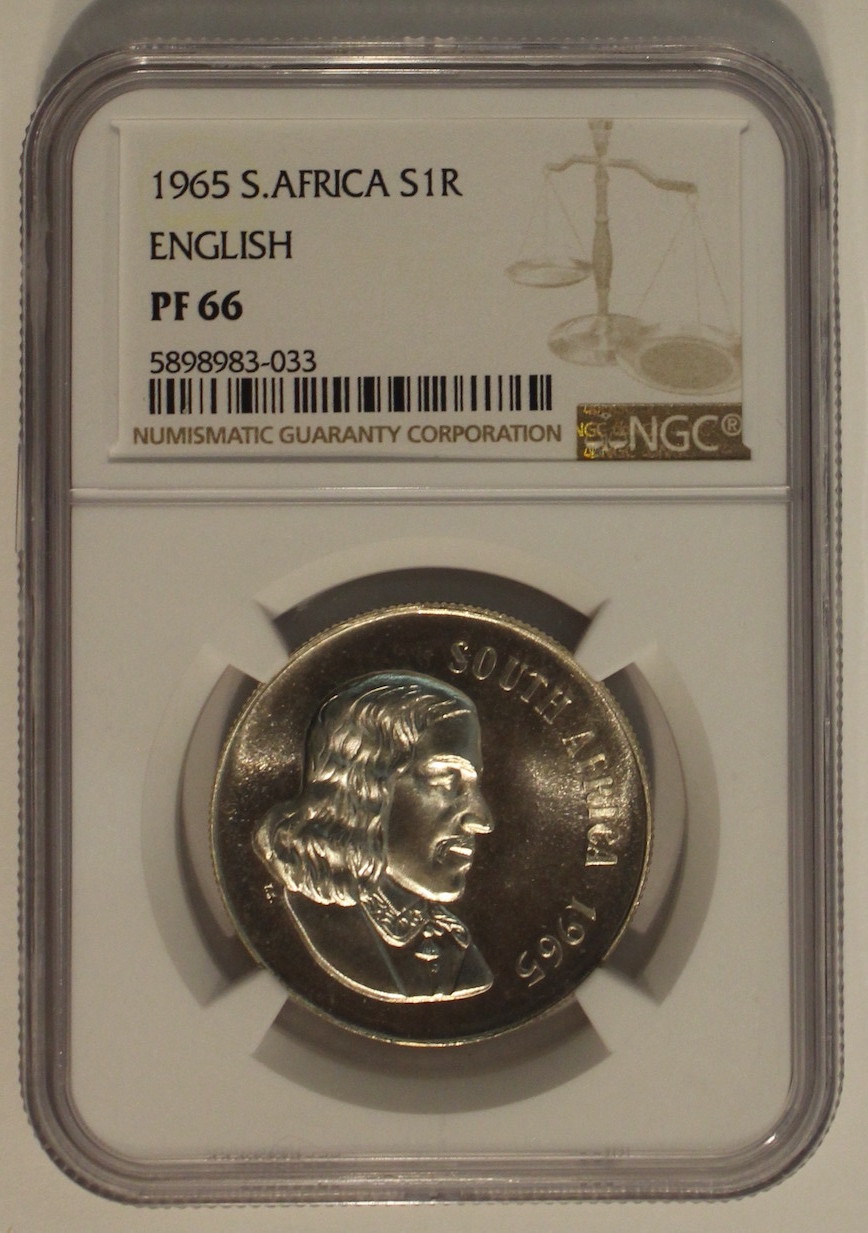 1965 S.AFRICA S1R
ENGLISH
PF 66
5898983-033
NUMISMATIC GUARANTY CORPORATION
NGC®
SOUTH AFRICA 1965